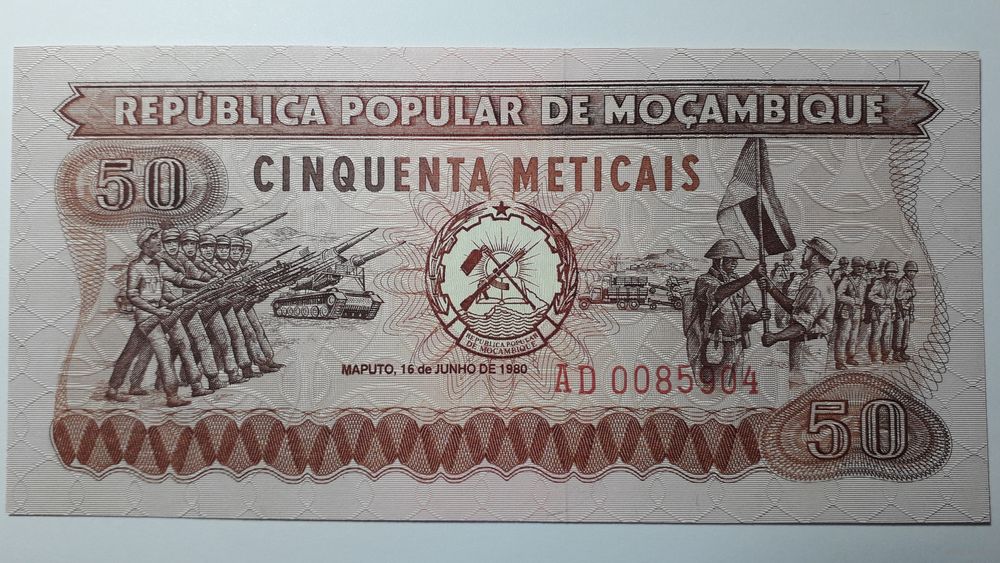 REPÚBLICA POPULAR DE MOÇAMBIQUE
50
CINQUENTA METICAIS
REPUBLICA POPULAR
DE MOÇAMBIQUE
MAPUTO, 16 de JUNHO DE 1980
AD 0085904
50